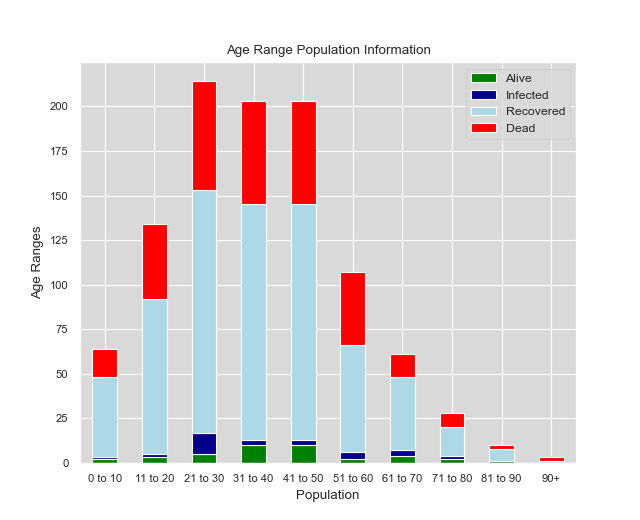 Age Range Population Information
Alive
Infected
Recovered
Dead
Age Ranges
200
175
150
125
100
75
50
25
0
0 to 10 11 to 20 21 to 30 31 to 40 41 to 50 51 to 60 61 to 70 71 to 80 81 to 90 90+
Population